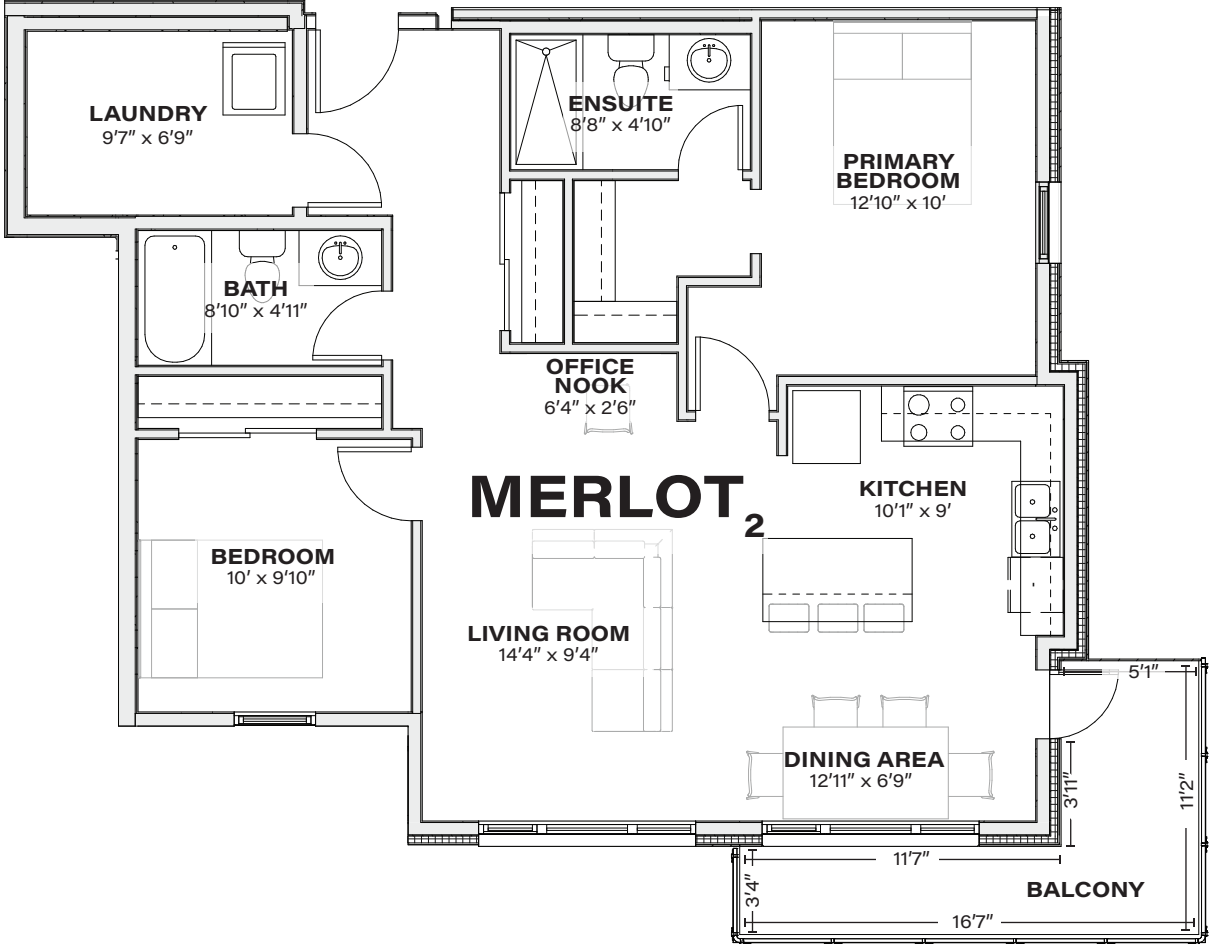 LAUNDRY
9'7" x 6'9"
ENSUITE
8'8" x 4'10"
PRIMARY
BEDROOM
12'10" x 10'
BATH
8'10" x 4'11"
OFFICE
NOOK
6'4" x 2'6"
MERLOT2
KITCHEN
10'1" x 9'
BEDROOM
10' x 9'10"
LIVING ROOM
14'4" x 9'4"
5'1"
DINING AREA
12'11" x 6'9"
3'11"
11'2"
11'7"
3'4"
BALCONY
16'7"